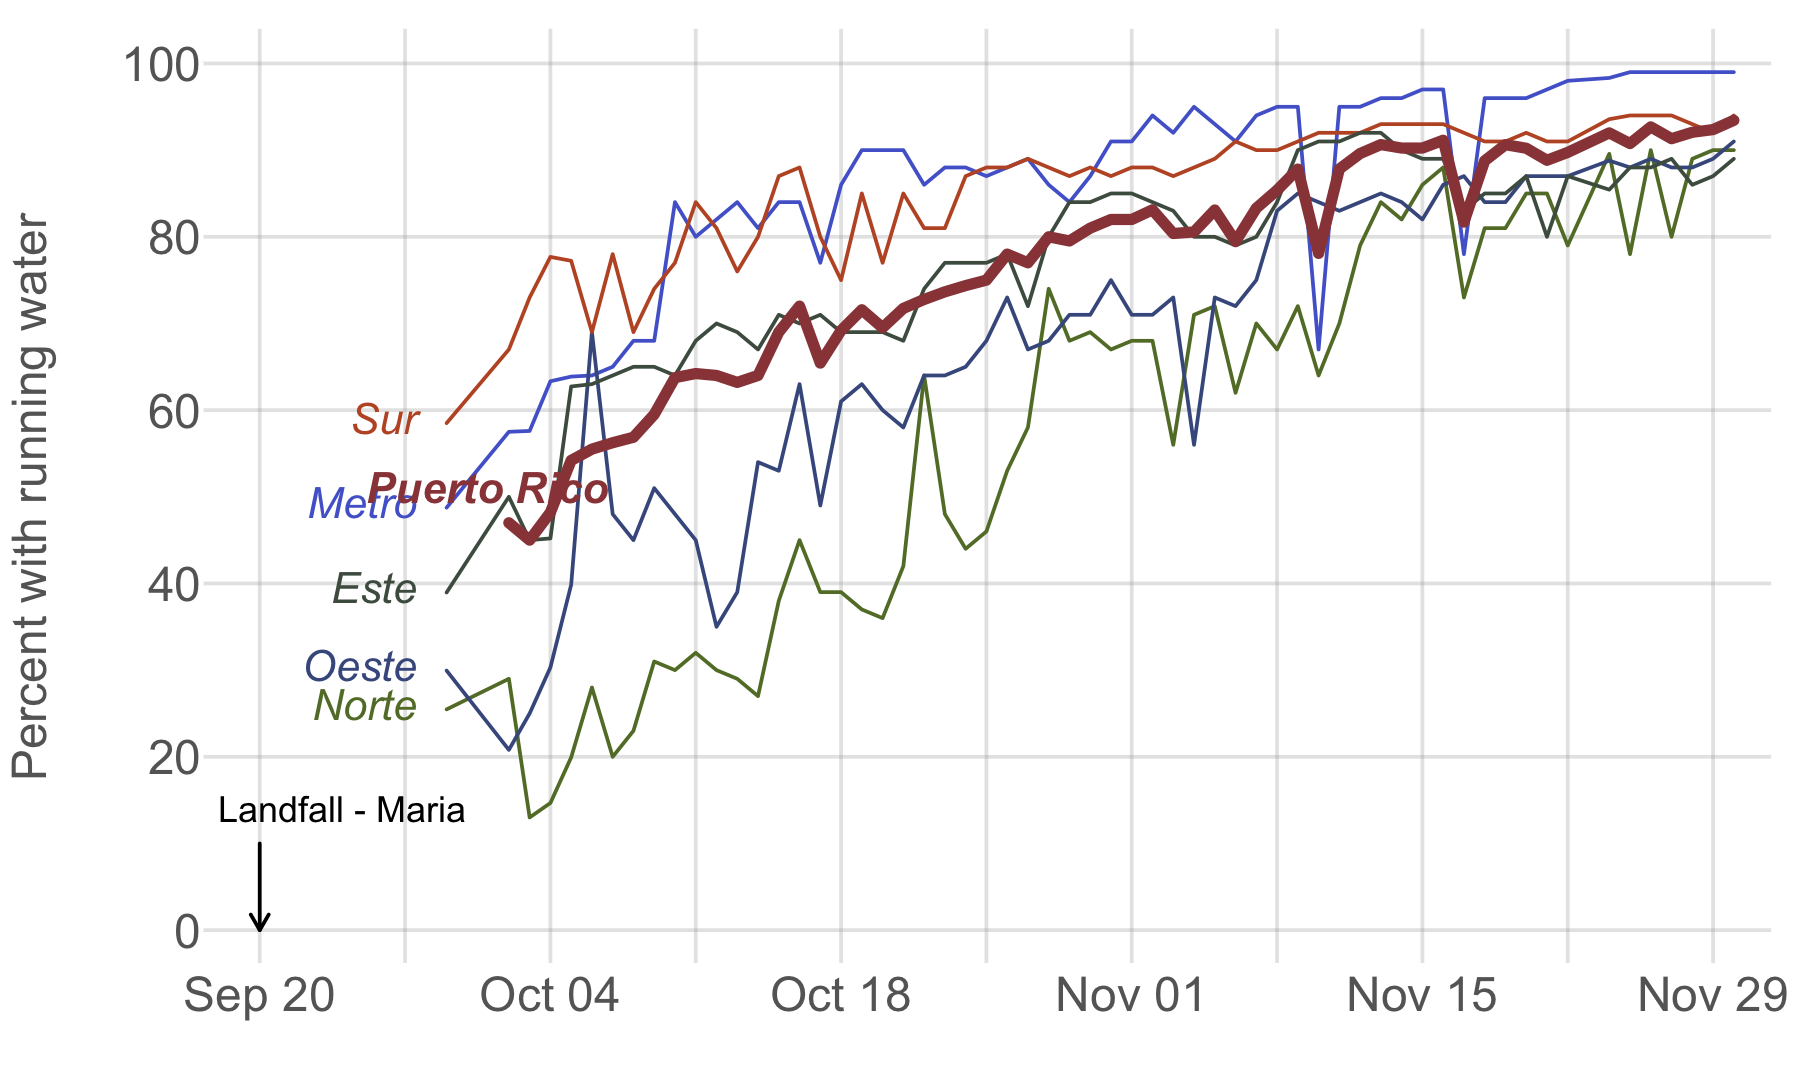 Percent with running water
100
80
60
40
20
0
Sur
Puerto Rico
Metro
Este
Oeste
Norte
Landfall - Maria
Sep 20
Oct 04
Oct 18
Nov 01
Nov 15
Nov 29